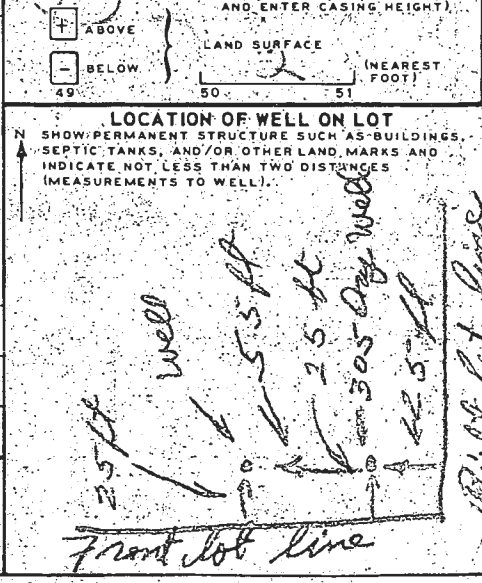 AND ENTER CASING HEIGHT)
+ ABOVE
LAND SURFACE
- BELOW
(NEAREST
FOOT)
49
50 51
LOCATION OF WELL ON LOT
N
SHOW PERMANENT STRUCTURE SUCH AS BUILDINGS,
SEPTIC TANKS, AND/OR OTHER LAND MARKS AND
INDICATE NOT LESS THAN TWO DISTANCES
(MEASUREMENTS TO WELL).
25 ft
Well
55 ft
25 ft
305 Dry Well
25 ft
Lot Line
Front lot line